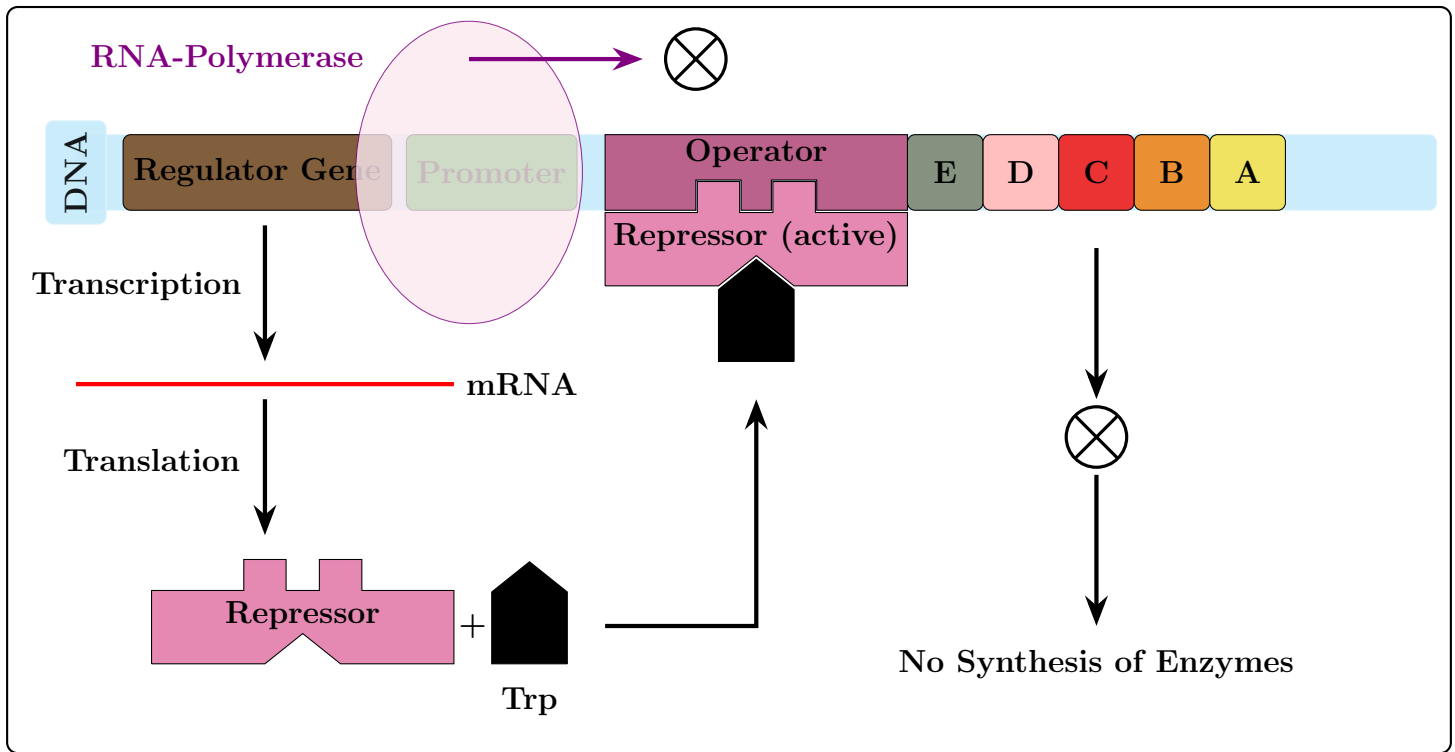 RNA-Polymerase
DNA
Regulator Gene
Promoter
Operator
E
D
C
B
A
Repressor (active)
Transcription
mRNA
Translation
Repressor
+
Trp
No Synthesis of Enzymes